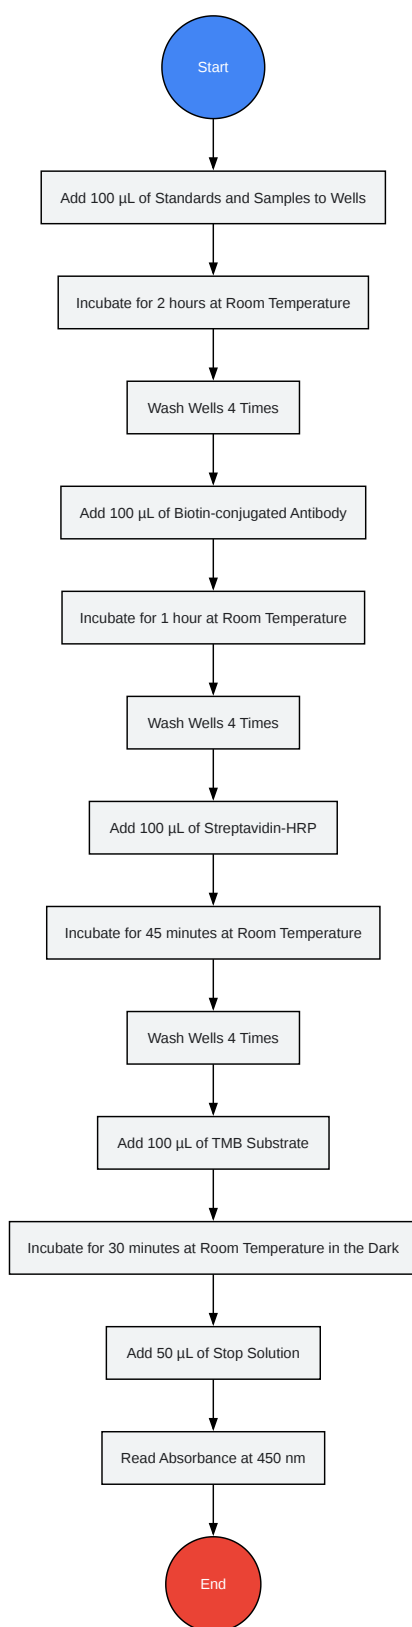 Start
Add 100 µL of Standards and Samples to Wells
Incubate for 2 hours at Room Temperature
Wash Wells 4 Times
Add 100 µL of Biotin-conjugated Antibody
Incubate for 1 hour at Room Temperature
Wash Wells 4 Times
Add 100 µL of Streptavidin-HRP
Incubate for 45 minutes at Room Temperature
Wash Wells 4 Times
Add 100 µL of TMB Substrate
Incubate for 30 minutes at Room Temperature in the Dark
Add 50 µL of Stop Solution
Read Absorbance at 450 nm
End